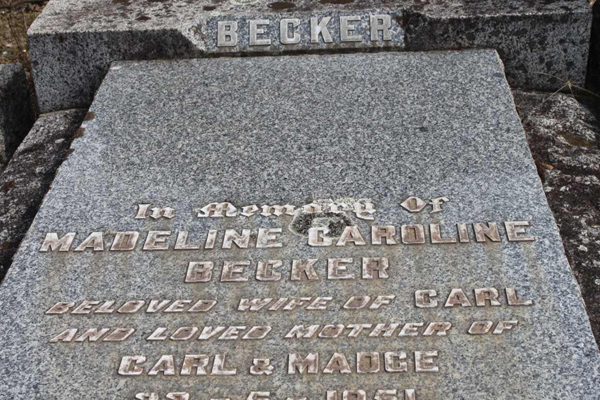 BECKER
In Memory Of
MADELINE CAROLINE
BECKER
BELOVED WIFE OF CARL
AND LOVED MOTHER OF
CARL & MADGE